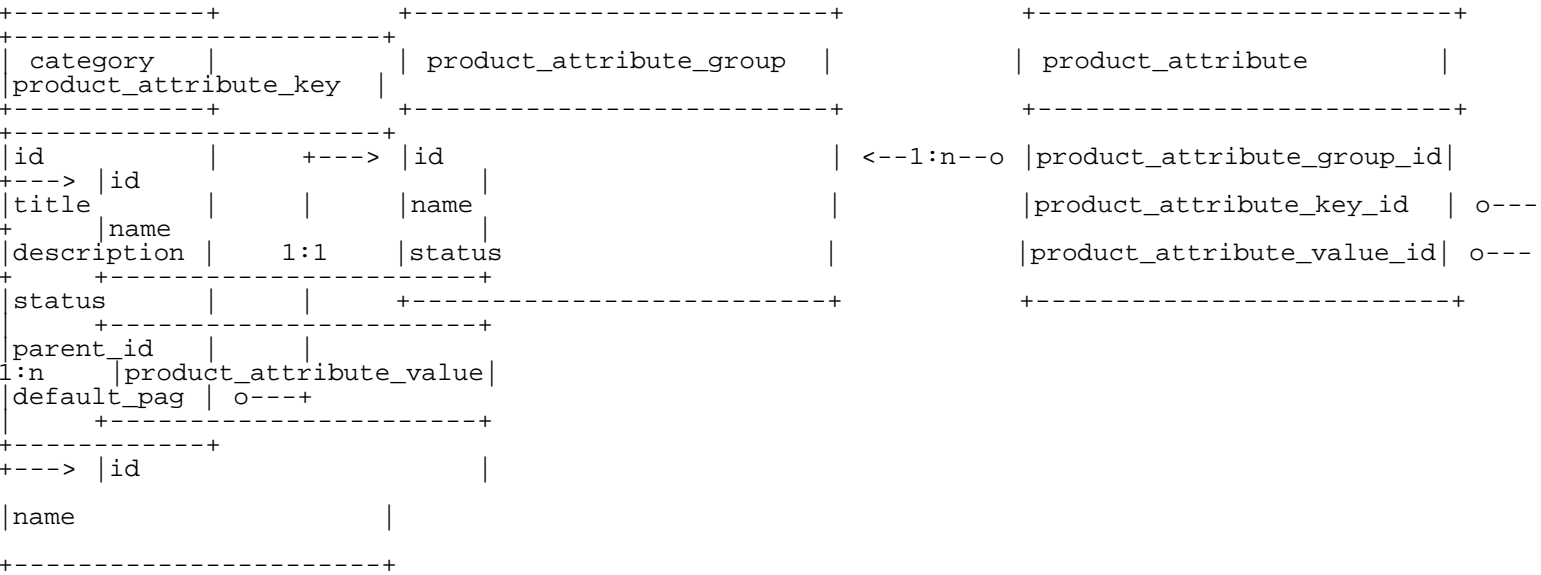 +------------+            +--------------------------+            +--------------------------+
+-----------------------+
| category   |            | product_attribute_group  |            | product_attribute        |
|product_attribute_key  |
+------------+            +--------------------------+            +--------------------------+
+-----------------------+
|id          |     +---> |id                        | <--1:n--o |product_attribute_group_id|
+---> |id                     |
|title       |     |     |name                      |           |product_attribute_key_id  | o---
+     |name                   |
|description |    1:1    |status                    |           |product_attribute_value_id| o---
+     +-----------------------+
|status      |     |     +--------------------------+            +--------------------------+
|     +-----------------------+
|parent_id   |     |
1:n     |product_attribute_value|
|default_pag | o---+
|     +-----------------------+
+------------+
+---> |id                     |
|name                   |
+-----------------------+